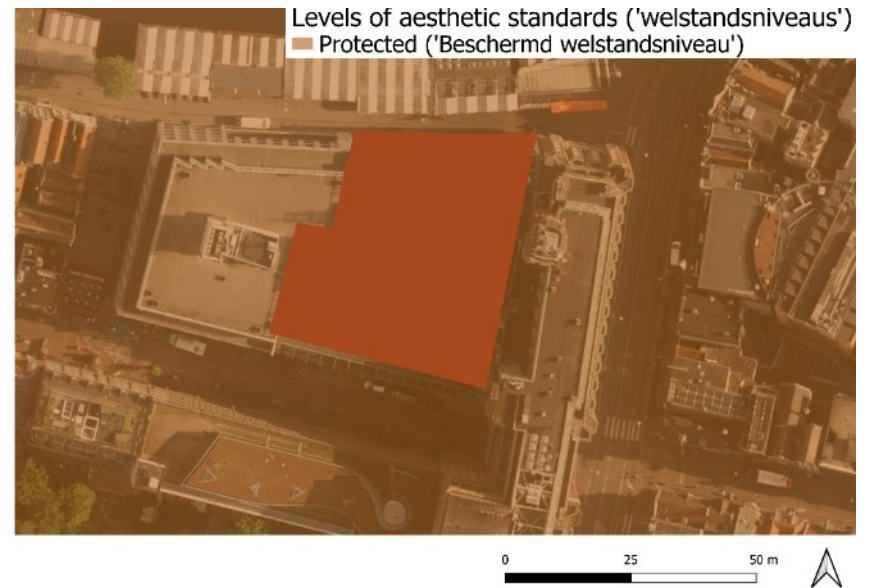 Levels of aesthetic standards ('welstandsniveaus')
Protected ('Beschermd welstandsniveau')
0 25 50 m